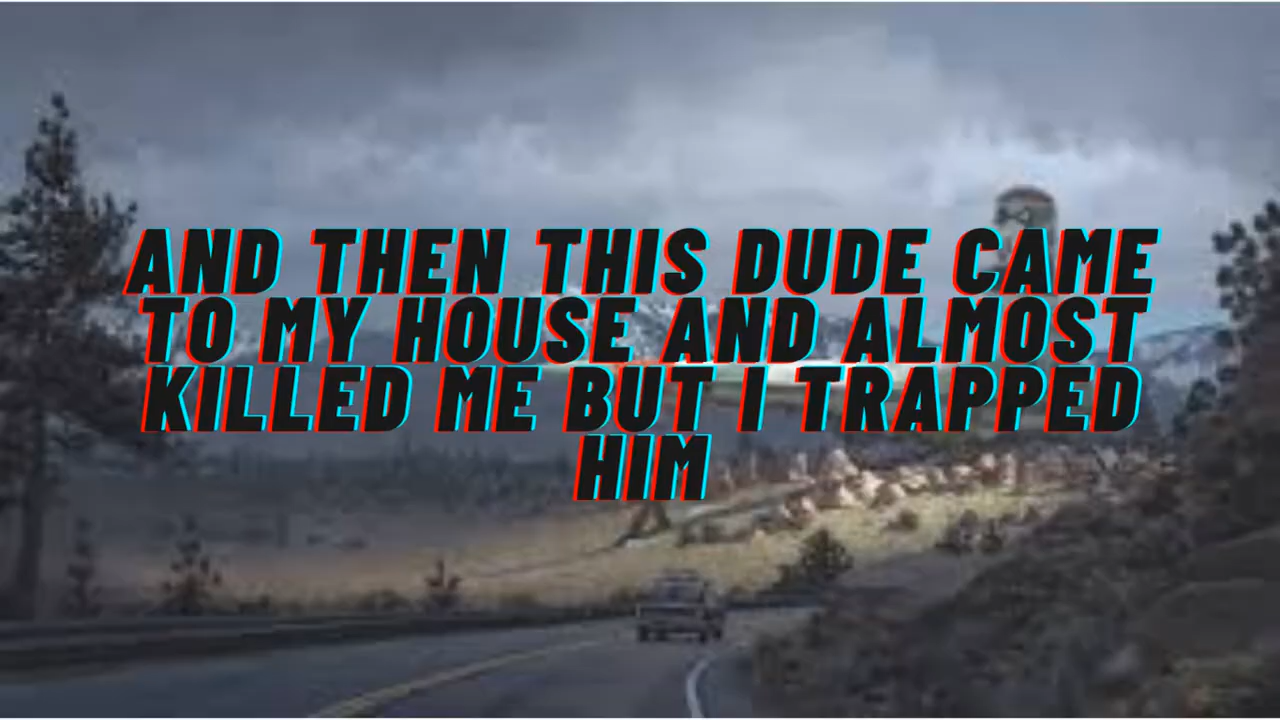 AND THEN THIS DUDE CAME
TO MY HOUSE AND ALMOST
KILLED ME BUT I TRAPPED
HIM